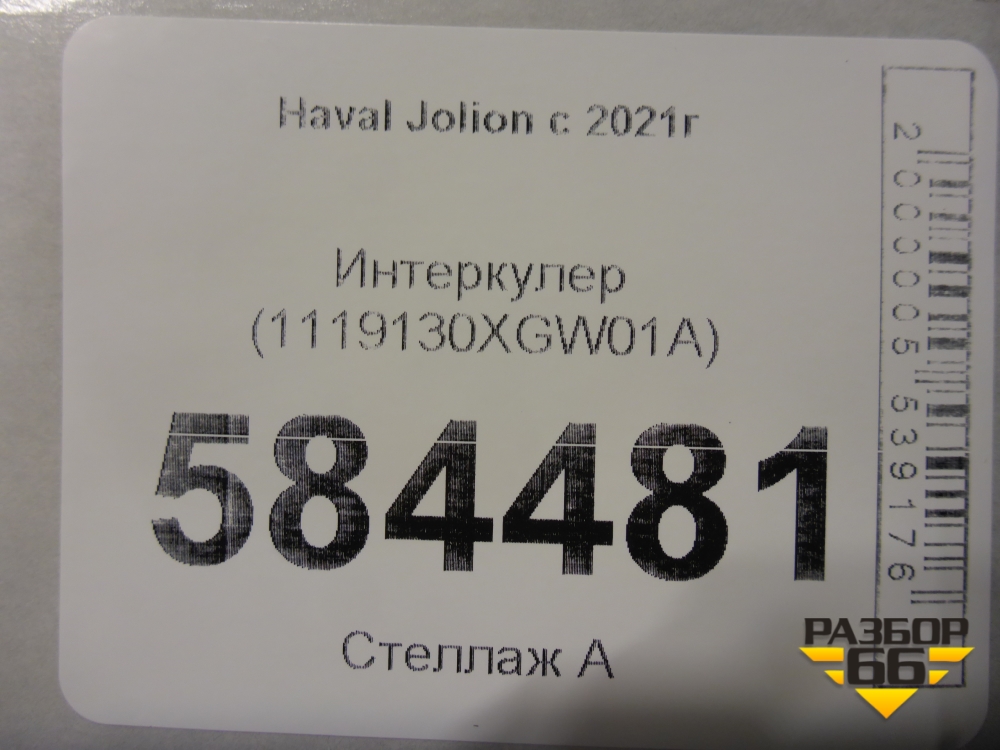 Haval Jolion с 2021г
Интеркулер
(1119130XGW01A)
584481
Стеллаж А
2000005539176
РАЗБОР
66